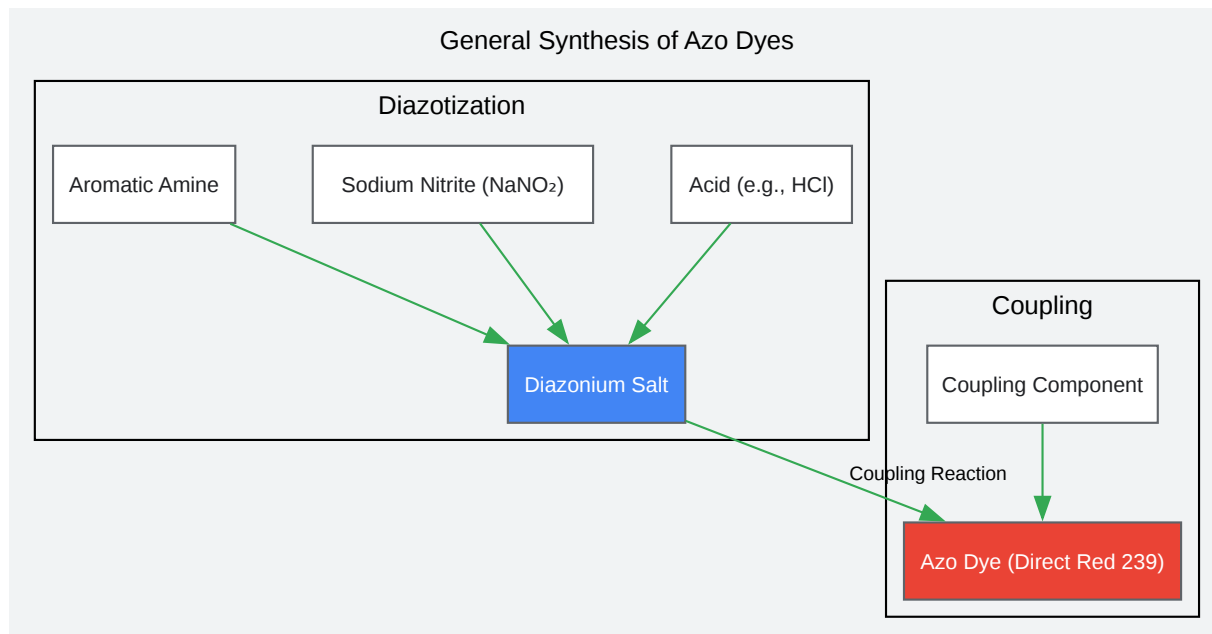 General Synthesis of Azo Dyes
Diazotization
Aromatic Amine
Sodium Nitrite (NaNO₂)
Acid (e.g., HCl)
Diazonium Salt
Coupling
Coupling Component
Coupling Reaction
Azo Dye (Direct Red 239)